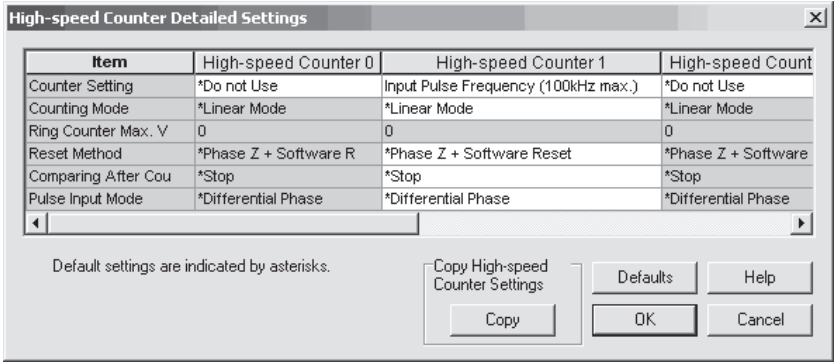 High-speed Counter Detailed Settings
Item High-speed Counter 0 High-speed Counter 1 High-speed Count
Counter Setting *Do not Use Input Pulse Frequency (100kHz max.) *Do not Use
Counting Mode *Linear Mode *Linear Mode *Linear Mode
Ring Counter Max. V 0 0 0
Reset Method *Phase Z + Software R *Phase Z + Software Reset *Phase Z + Software
Comparing After Cou *Stop *Stop *Stop
Pulse Input Mode *Differential Phase *Differential Phase *Differential Phase
Default settings are indicated by asterisks.
Copy High-speed
Counter Settings
Copy
Defaults Help
OK Cancel